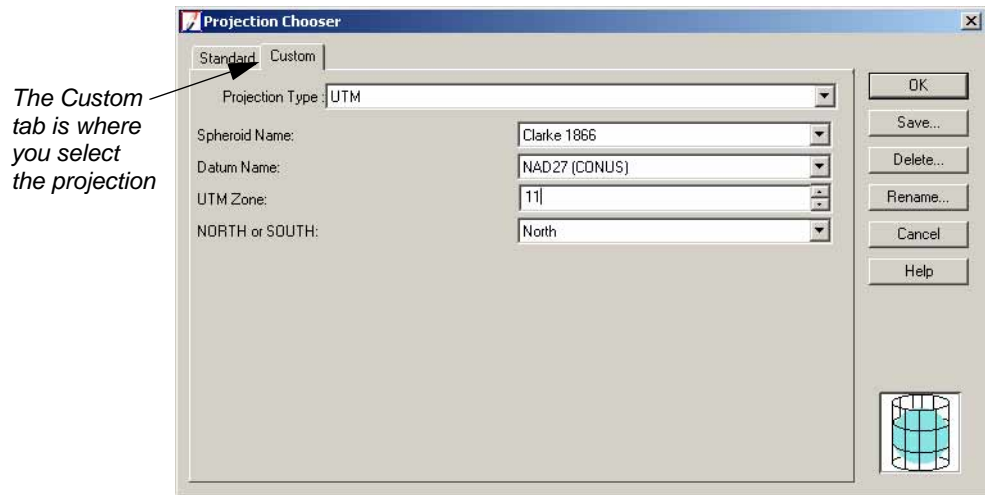 Projection Chooser
Standard Custom
The Custom
tab is where
you select
the projection
Projection Type : UTM
Spheroid Name: Clarke 1866
Datum Name: NAD27 (CONUS)
UTM Zone: 11
NORTH or SOUTH: North
OK
Save...
Delete...
Rename...
Cancel
Help